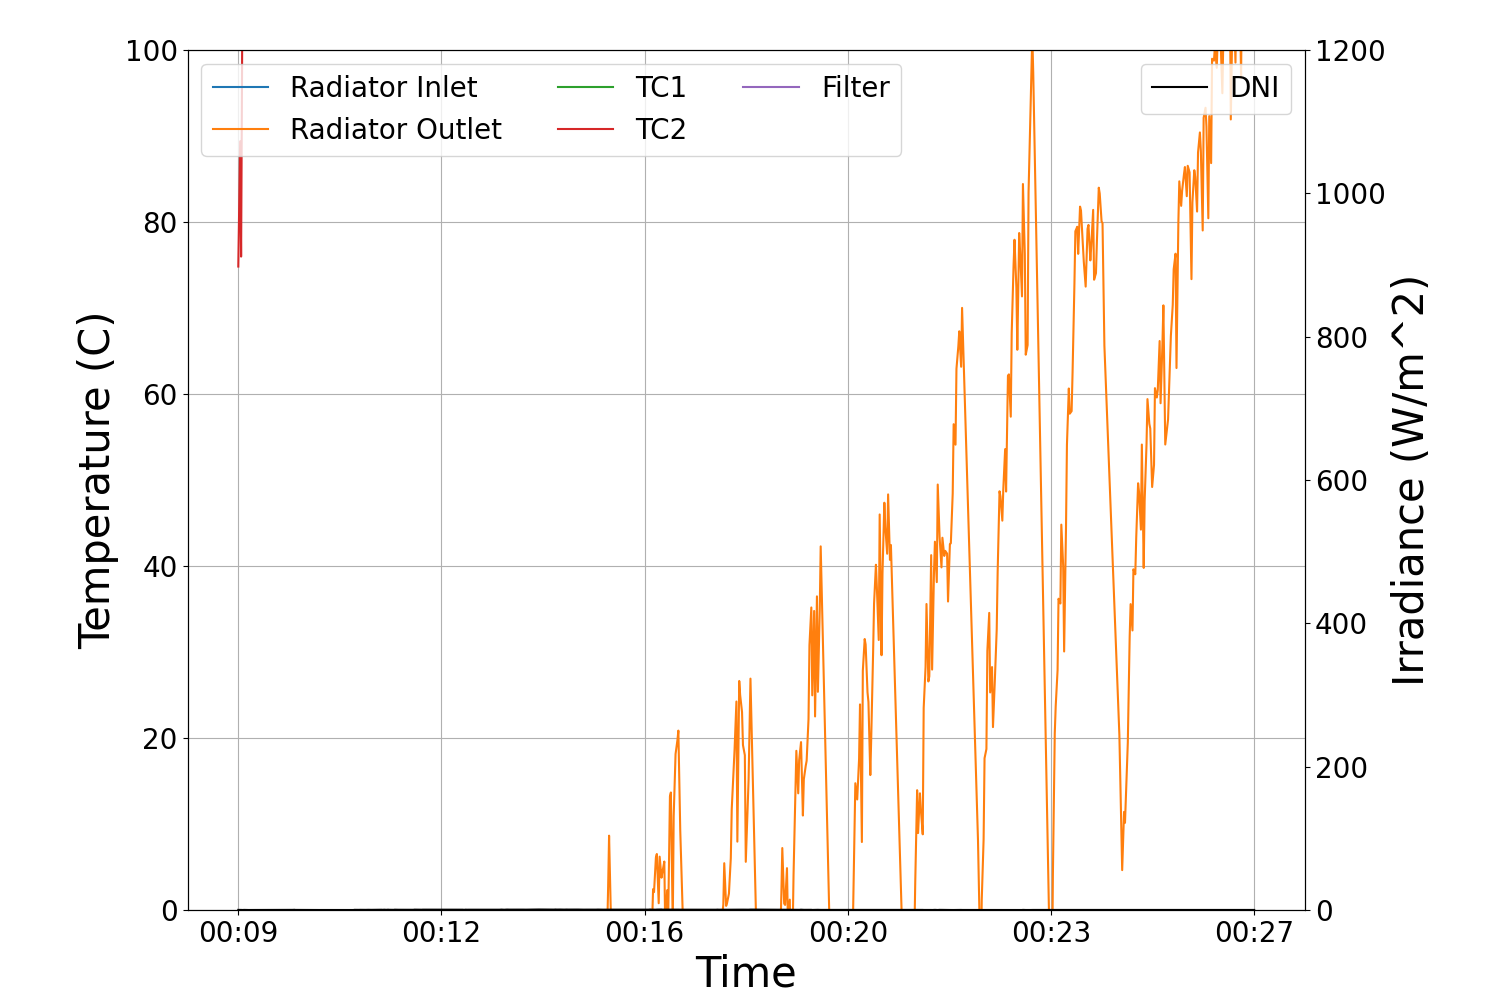 Radiator Inlet
Radiator Outlet
TC1
TC2
Filter
DNI
Temperature (C)
100
80
60
40
20
0
1200
1000
800
600
400
200
0
Irradiance (W/m^2)
00:09 00:12 00:16 00:20 00:23 00:27
Time